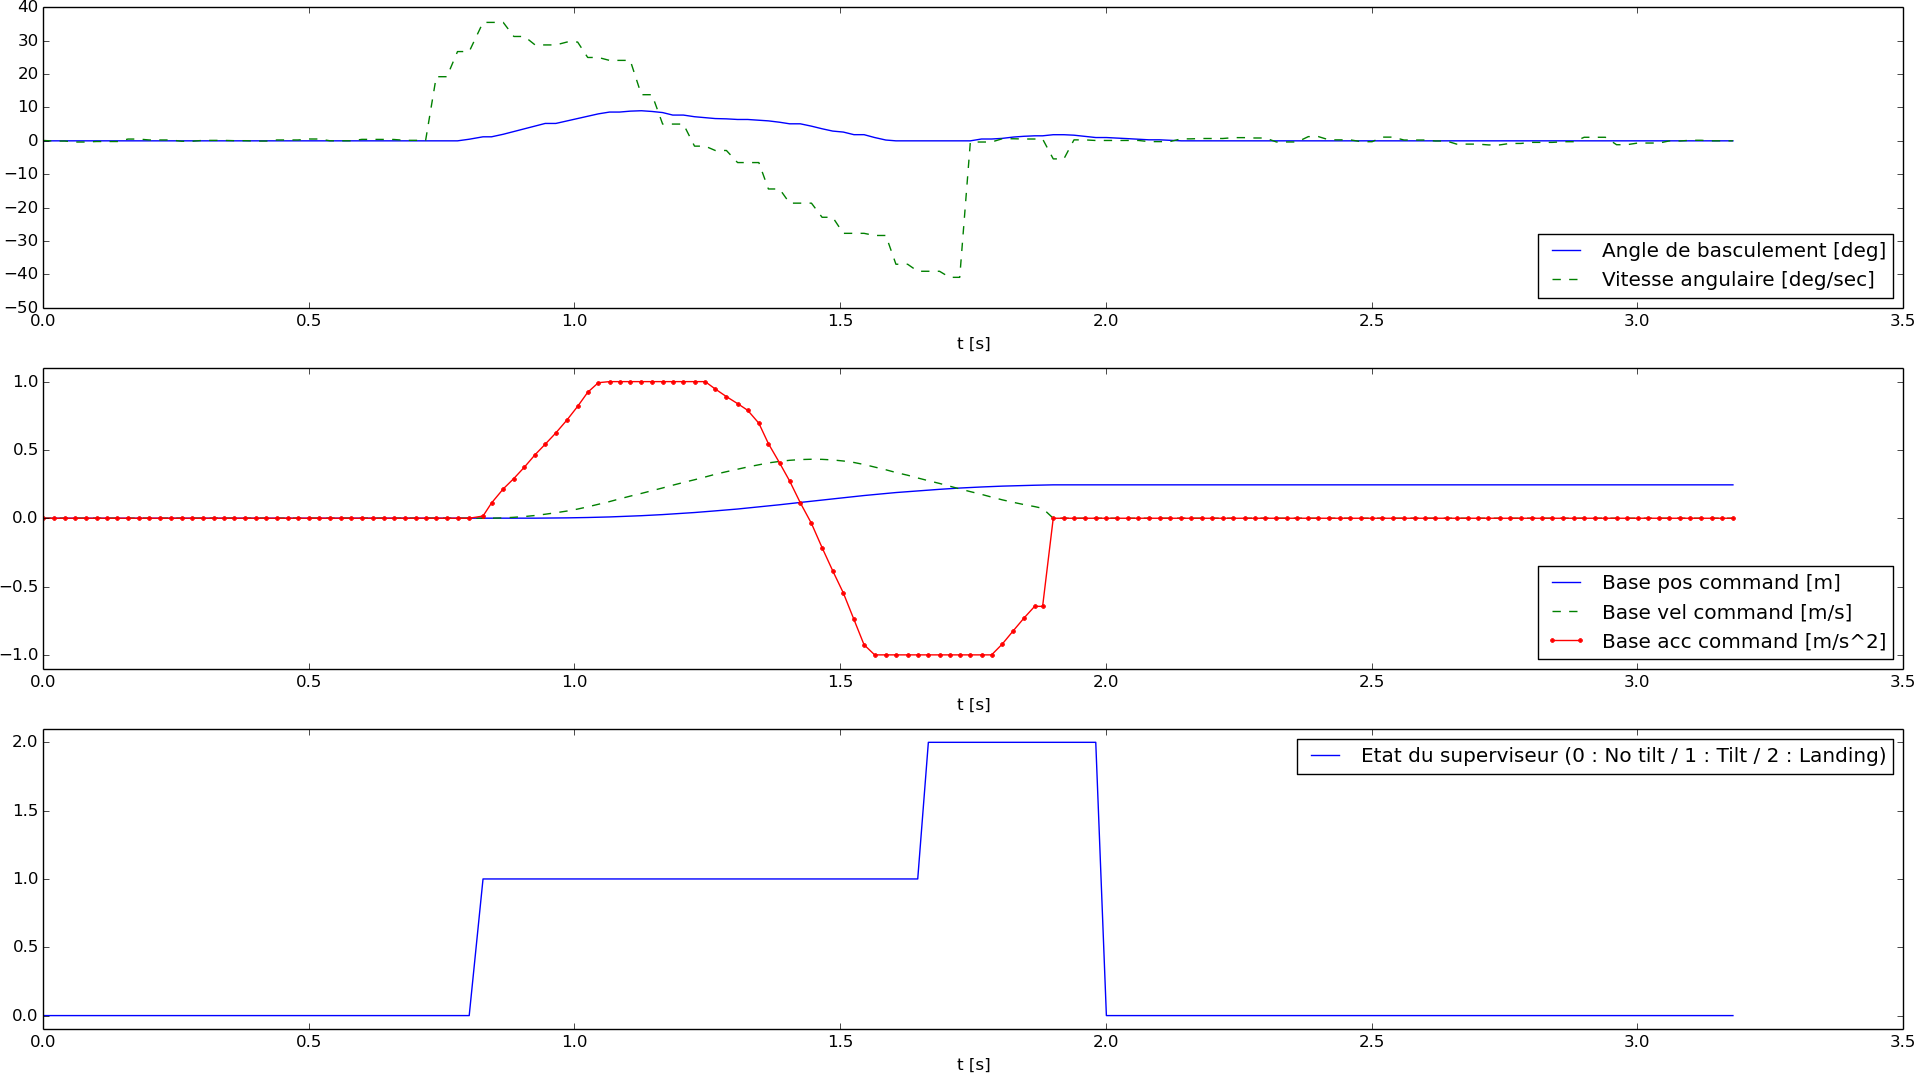 40
30
20
10
0
−10
−20
−30
−40
−50
Angle de basculement [deg]
Vitesse angulaire [deg/sec]
0.0 0.5 1.0 1.5 2.0 2.5 3.0 3.5
t [s]
1.0
0.5
0.0
−0.5
−1.0
Base pos command [m]
Base vel command [m/s]
Base acc command [m/s^2]
0.0 0.5 1.0 1.5 2.0 2.5 3.0 3.5
t [s]
2.0
1.5
1.0
0.5
0.0
Etat du superviseur (0 : No tilt / 1 : Tilt / 2 : Landing)
0.0 0.5 1.0 1.5 2.0 2.5 3.0 3.5
t [s]